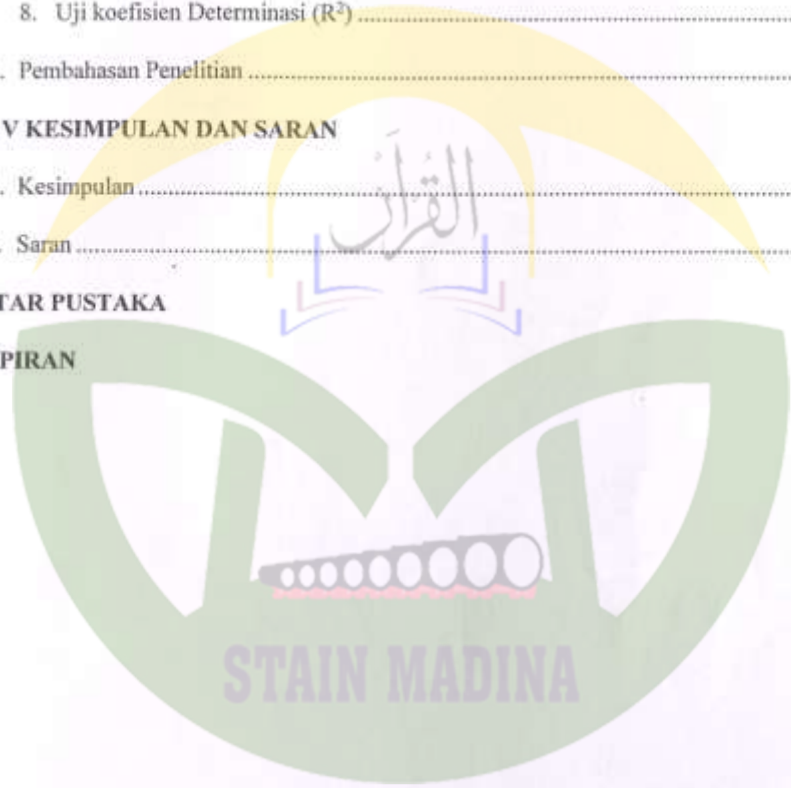 8. Uji koefisien Determinasi (R²) ........................................................
. Pembahasan Penelitian ........................................................
V KESIMPULAN DAN SARAN
. Kesimpulan ........................................................
. Saran ........................................................
TAR PUSTAKA
PIRAN
القرآن
STAIN MADINA